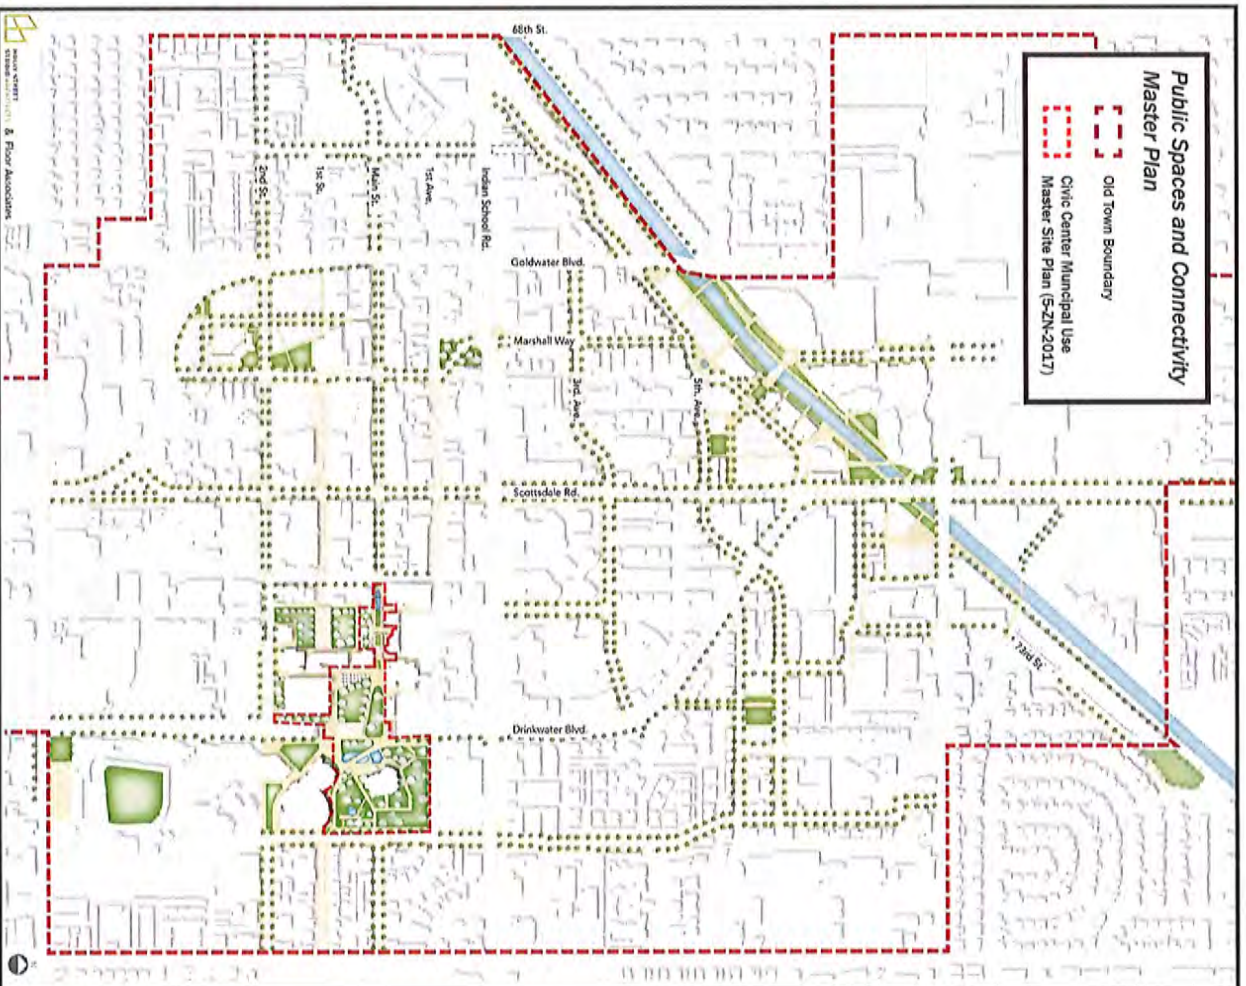 Public Spaces and Connectivity
Master Plan
Old Town Boundary
Civic Center Muncipal Use
Master Site Plan (5-ZN-2017)
68th St.
2nd St.
1st St.
Main St.
1st Ave.
Indian School Rd.
Goldwater Blvd.
Marshall Way
3rd. Ave.
5th. Ave.
Scottsdale Rd.
73rd St.
Drinkwater Blvd.
& Floor Associates